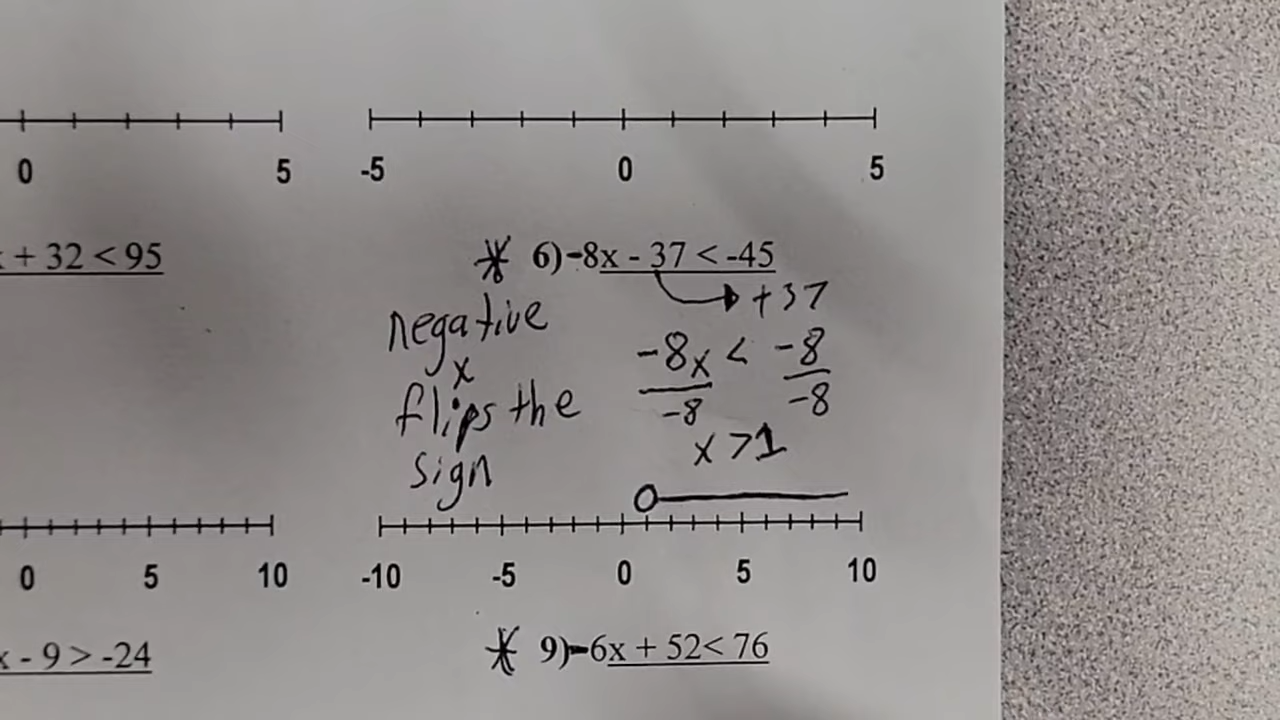 0 5 -5 0 5
x + 32 < 95
* 6) -8x - 37 < -45
+37
negative
x
flips the
sign
-8x < -8
-8 -8
x > 1
0 5 10 -10 -5 0 5 10
x - 9 > -24
* 9) -6x + 52 < 76